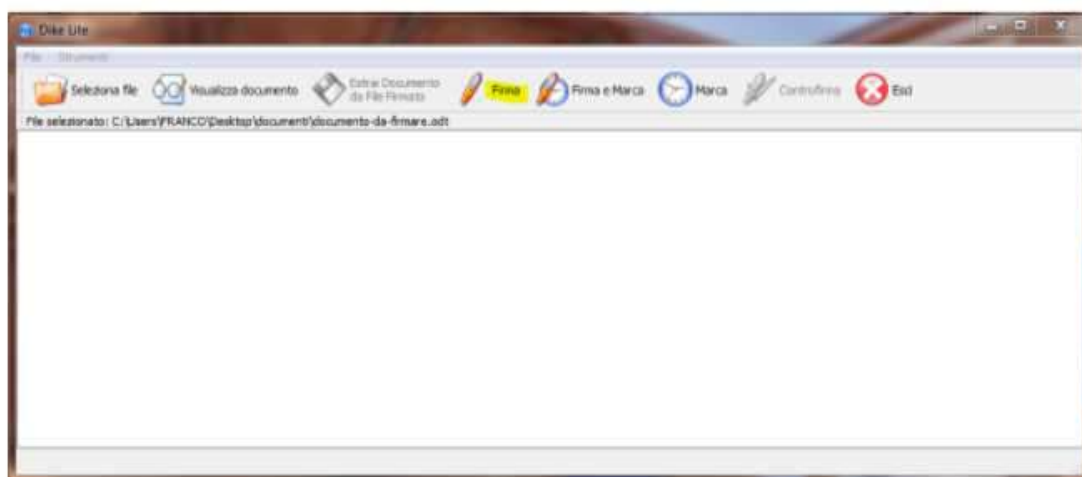 Dike Lite
File Strumenti
Seleziona file Visualizza documento Estrai Documento da File Firmato Firma Firma e Marca Marca Controfirma Esci
File selezionato: C:/Users/FRANCO/Desktop/documenti/documento-da-firmare.odt